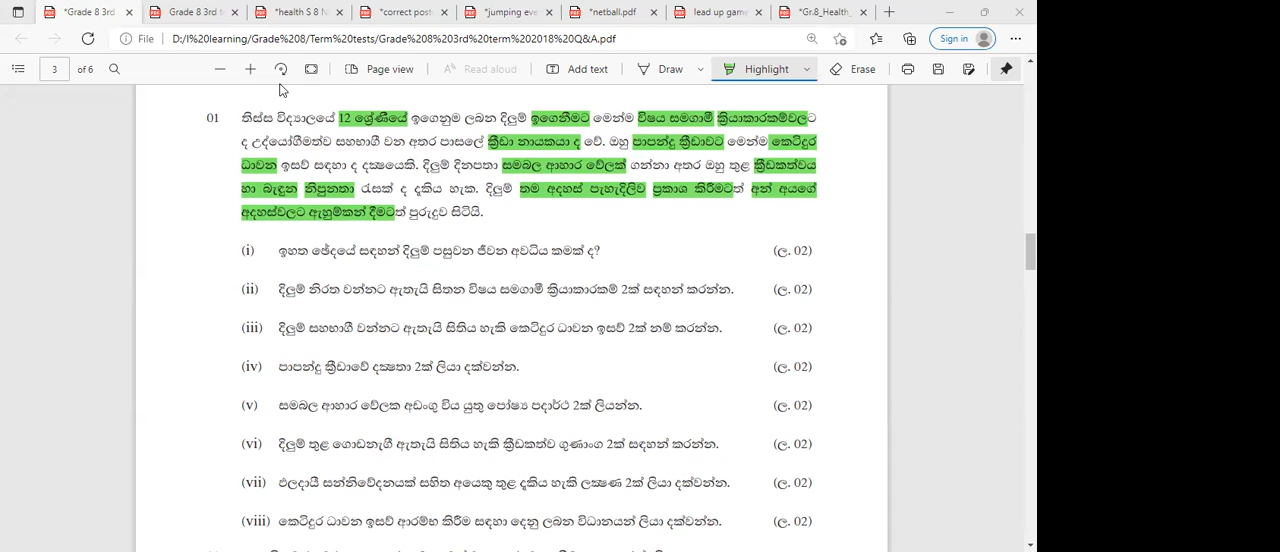 *Grade 8 3rd
Grade 8 3rd te
*health S 8 N
*correct post
*jumping eve
*netball.pdf
lead up game
*Gr.8_Health_
File D:/I%20learning/Grade%208/Term%20tests/Grade%208%203rd%20term%202018%20Q&A.pdf Sign in
3 of 6 Page view Read aloud Add text Draw Highlight Erase
01 තිස්ස විද්‍යාලයේ 12 ශ්‍රේණියේ ඉගෙනුම ලබන දිලුම් ඉගෙනීමට මෙන්ම විෂය සමගාමී ක්‍රියාකාරකම්වලට
ද උද්යෝගීමත්ව සහභාගී වන අතර පාසලේ ක්‍රීඩා නායකයා ද වේ. ඔහු පාපන්දු ක්‍රීඩාවට මෙන්ම කෙටිදුර
ධාවන ඉසව් සඳහා ද දක්‍ෂයෙකි. දිලුම් දිනපතා සමබල ආහාර වේලක් ගන්නා අතර ඔහු තුළ ක්‍රීඩකත්වය
හා බැඳුන නිපුනතා රැසක් ද දැකිය හැක. දිලුම් තම අදහස් පැහැදිලිව ප්‍රකාශ කිරීමටත් අන් අයගේ
අදහස්වලට ඇහුම්කන් දීමටත් පුරුදුව සිටියි.
(i) ඉහත ඡේදයේ සඳහන් දිලුම් පසුවන ජීවන අවධිය කමක් ද? (ල. 02)
(ii) දිලුම් නිරත වන්නට ඇතැයි සිතන විෂය සමගාමී ක්‍රියාකාරකම් 2ක් සඳහන් කරන්න. (ල. 02)
(iii) දිලුම් සහභාගී වන්නට ඇතැයි සිතිය හැකි කෙටිදුර ධාවන ඉසව් 2ක් නම් කරන්න. (ල. 02)
(iv) පාපන්දු ක්‍රීඩාවේ දක්‍ෂතා 2ක් ලියා දක්වන්න. (ල. 02)
(v) සමබල ආහාර වේලක අඩංගු විය යුතු පෝෂ්‍ය පදාර්ථ 2ක් ලියන්න. (ල. 02)
(vi) දිලුම් තුළ ගොඩනැගී ඇතැයි සිතිය හැකි ක්‍රීඩකත්ව ගුණාංග 2ක් සඳහන් කරන්න. (ල. 02)
(vii) ඵලදායී සන්නිවේදනයක් සහිත අයෙකු තුළ දැකිය හැකි ලක්‍ෂණ 2ක් ලියා දක්වන්න. (ල. 02)
(viii) කෙටිදුර ධාවන ඉසව් ආරම්භ කිරීම සඳහා දෙනු ලබන විධානයන් ලියා දක්වන්න. (ල. 02)